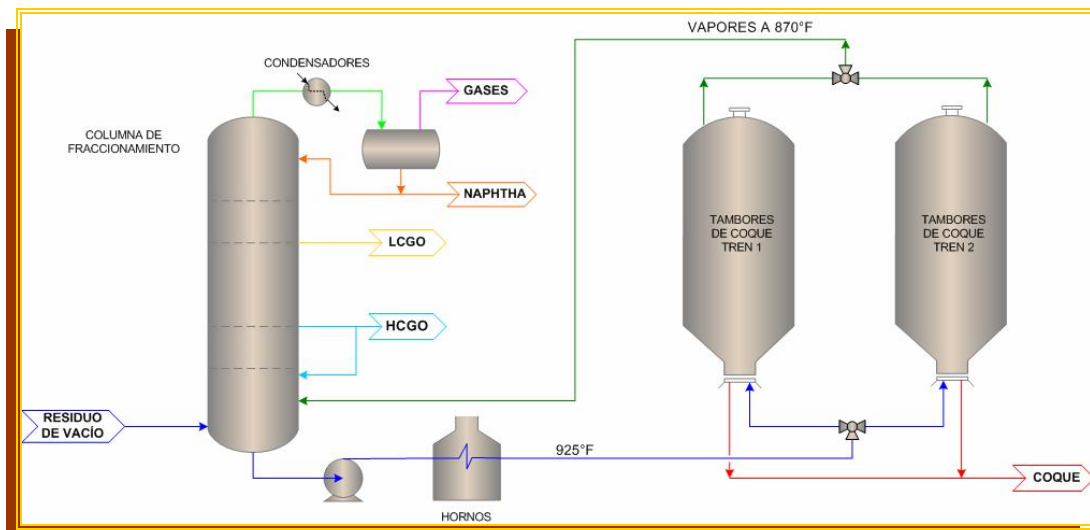 VAPORES A 870°F
CONDENSADORES
GASES
COLUMNA DE
FRACCIONAMIENTO
NAPHTHA
LCGO
HCGO
TAMBORES
DE COQUE
TREN 1
TAMBORES
DE COQUE
TREN 2
RESIDUO
DE VACÍO
925°F
HORNOS
COQUE